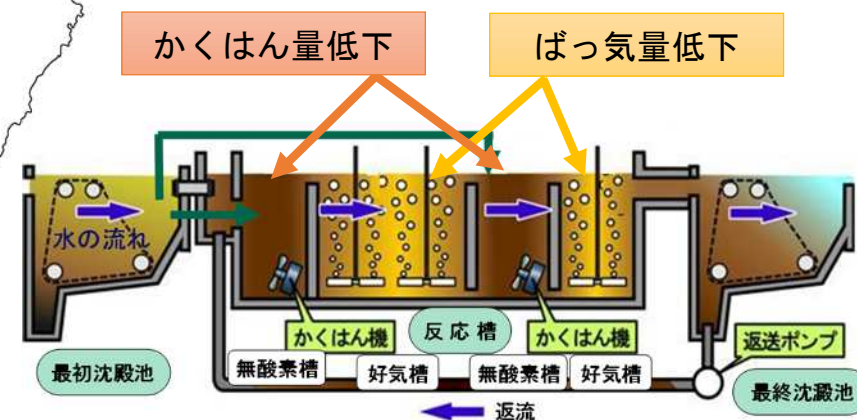 かくはん量低下
ばっ気量低下
水の流れ
かくはん機
反応槽
かくはん機
返送ポンプ
最初沈殿池
無酸素槽
好気槽
無酸素槽
好気槽
最終沈澱池
返流